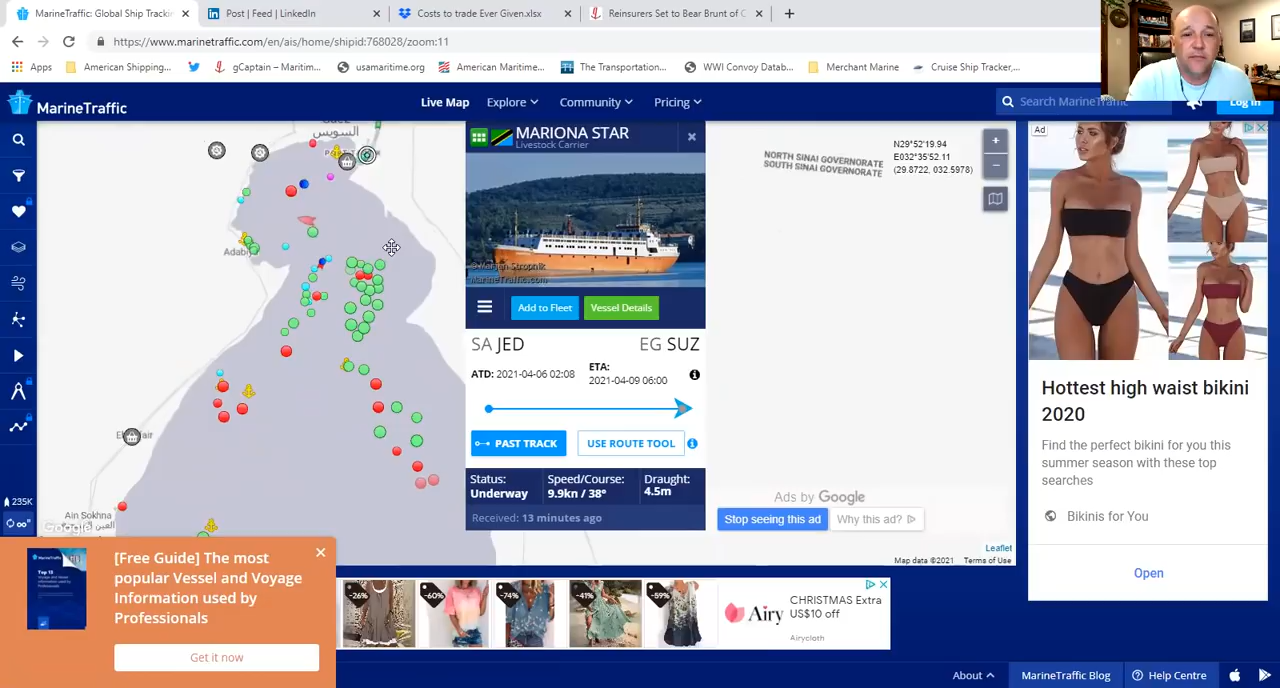 MarineTraffic: Global Ship Trackin
Post | Feed | LinkedIn
Costs to trade Ever Given.xlsx
Reinsurers Set to Bear Brunt of C
https://www.marinetraffic.com/en/ais/home/shipid:768028/zoom:11
Apps
American Shipping...
gCaptain – Maritim...
usamaritime.org
American Maritime...
The Transportation...
WWI Convoy Datab...
Merchant Marine
Cruise Ship Tracker,...
MarineTraffic
Live Map
Explore
Community
Pricing
Search MarineTraffic
Log in
السويس
Adabiy
Ain Sokhna
Google
235K
MARIONA STAR
Livestock Carrier
marinetraffic.com
Add to Fleet
Vessel Details
SA JED
EG SUZ
ATD: 2021-04-06 02:08
ETA:
2021-04-09 06:00
PAST TRACK
USE ROUTE TOOL
Status:
Underway
Speed/Course:
9.9kn / 38°
Draught:
4.5m
Received: 13 minutes ago
NORTH SINAI GOVERNORATE
SOUTH SINAI GOVERNORATE
N29°52'19.94
E032°35'52.11
(29.8722, 032.5978)
Ads by Google
Stop seeing this ad
Why this ad?
Leaflet
Map data ©2021
Terms of Use
Ad
Hottest high waist bikini
2020
Find the perfect bikini for you this
summer season with these top
searches
Bikinis for You
Open
[Free Guide] The most
popular Vessel and Voyage
Information used by
Professionals
Get it now
-26%
-60%
-74%
-41%
-59%
Airy
CHRISTMAS Extra
US$10 off
Airycloth
About
MarineTraffic Blog
Help Centre